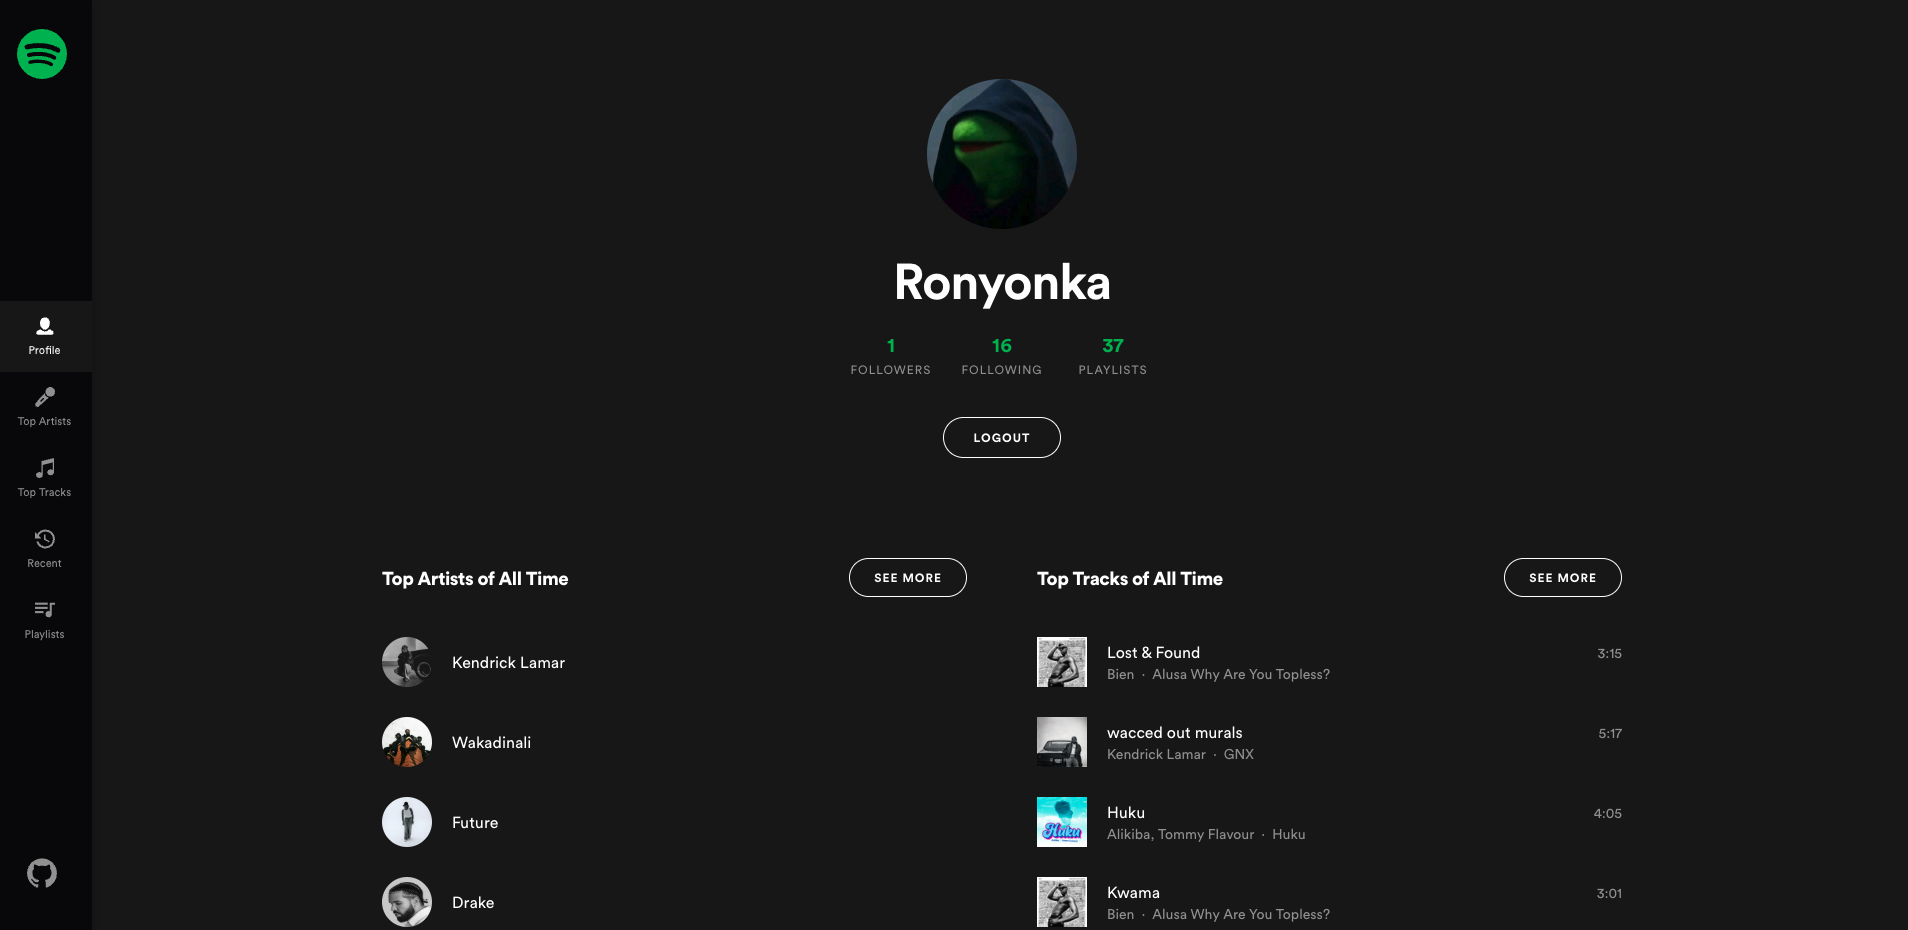 Profile
Top Artists
Top Tracks
Recent
Playlists
Ronyonka
1 16 37
FOLLOWERS FOLLOWING PLAYLISTS
LOGOUT
Top Artists of All Time
SEE MORE
Kendrick Lamar
Wakadinali
Future
Drake
Top Tracks of All Time
SEE MORE
Lost & Found 3:15
Bien · Alusa Why Are You Topless?
wacced out murals 5:17
Kendrick Lamar · GNX
Huku
Huku 4:05
Alikiba, Tommy Flavour · Huku
Kwama 3:01
Bien · Alusa Why Are You Topless?